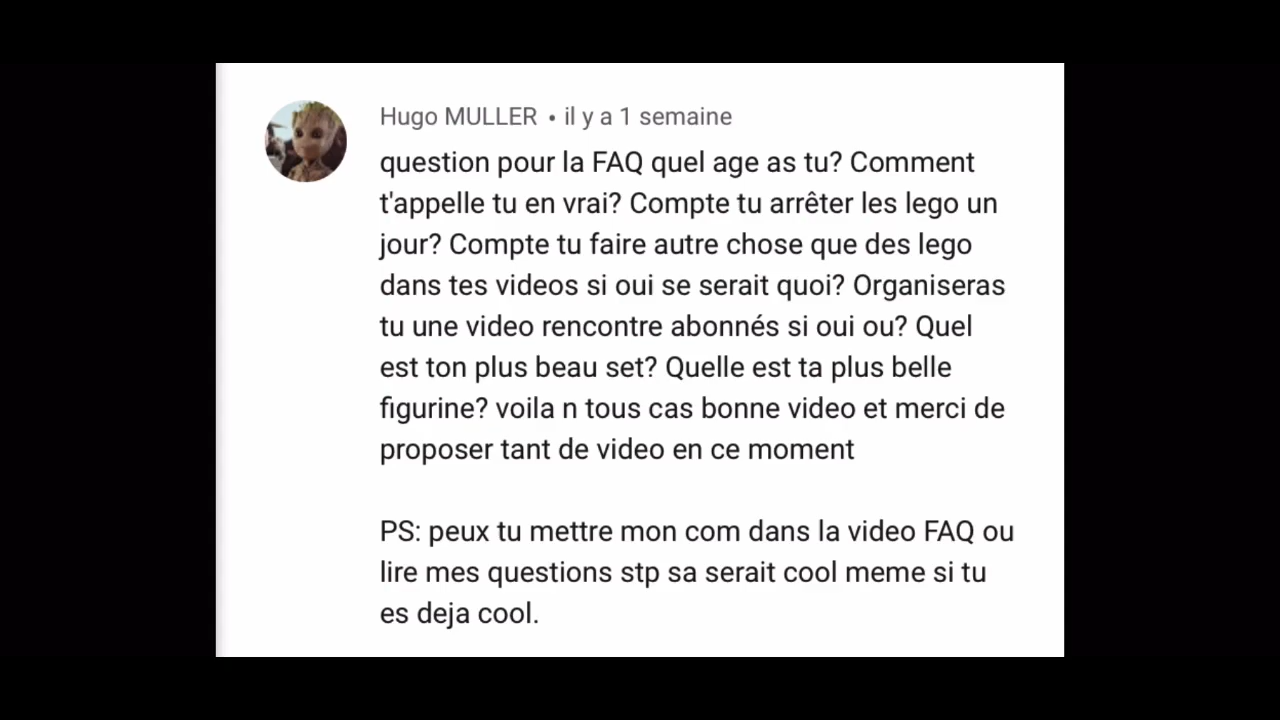 Hugo MULLER • il y a 1 semaine
question pour la FAQ quel age as tu? Comment
t'appelle tu en vrai? Compte tu arrêter les lego un
jour? Compte tu faire autre chose que des lego
dans tes videos si oui se serait quoi? Organiseras
tu une video rencontre abonnés si oui ou? Quel
est ton plus beau set? Quelle est ta plus belle
figurine? voila n tous cas bonne video et merci de
proposer tant de video en ce moment
PS: peux tu mettre mon com dans la video FAQ ou
lire mes questions stp sa serait cool meme si tu
es deja cool.